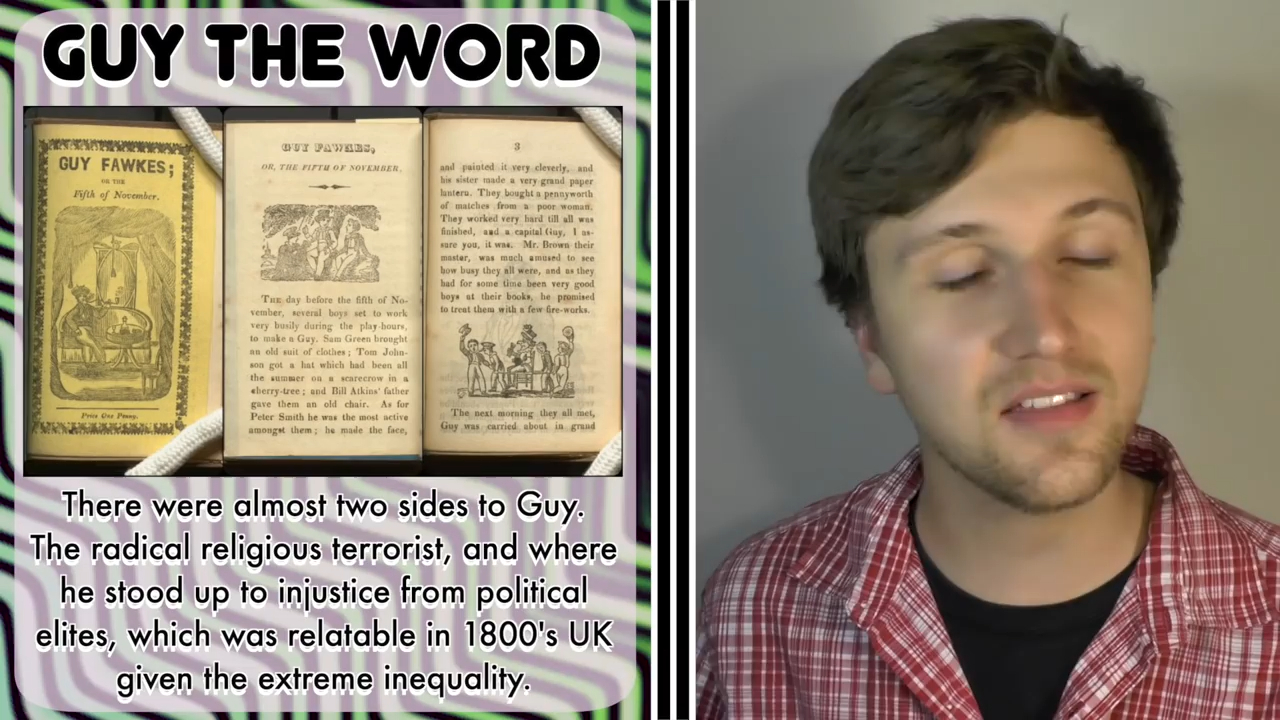 GUY THE WORD
GUY FAWKES;
OR THE
Fifth of November.
Price One Penny.
GUY FAWKES,
OR, THE FIFTH OF NOVEMBER.
THE day before the fifth of No-
vember, several boys set to work
very busily during the play-hours,
to make a Guy. Sam Green brought
an old suit of clothes; Tom John-
son got a hat which had been all
the summer on a scarecrow in a
cherry-tree; and Bill Atkins' father
gave them an old chair. As for
Peter Smith he was the most active
amongst them; he made the face,
3
and painted it very cleverly, and
his sister made a very grand paper
lantern. They bought a pennyworth
of matches from a poor woman.
They worked very hard till all was
finished, and a capital Guy, I as-
sure you, it was. Mr. Brown their
master, was much amused to see
how busy they all were, and as they
had for some time been very good
boys at their books, he promised
to treat them with a few fire-works.
The next morning they all met,
Guy was carried about in grand
There were almost two sides to Guy.
The radical religious terrorist, and where
he stood up to injustice from political
elites, which was relatable in 1800's UK
given the extreme inequality.